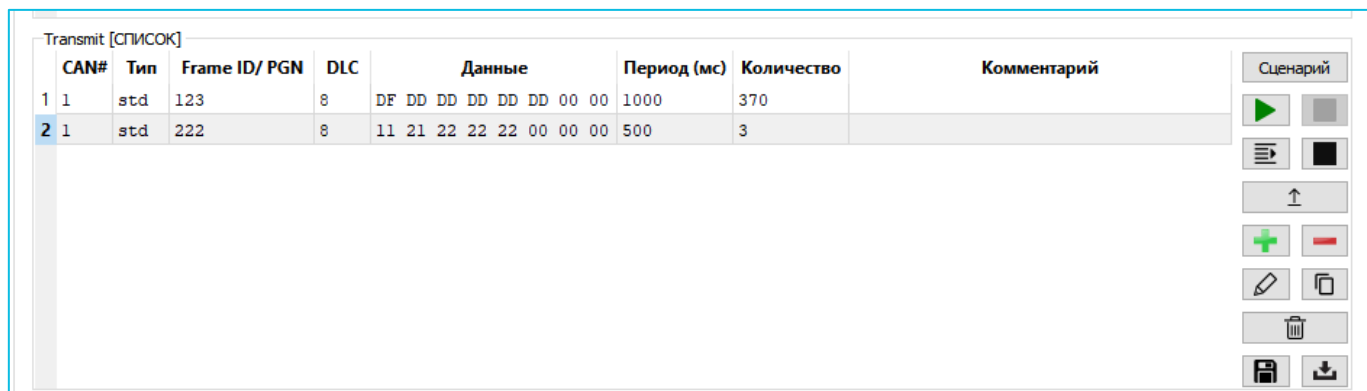 Transmit [СПИСОК]
CAN# Тип Frame ID/ PGN DLC Данные Период (мс) Количество Комментарий
1 1 std 123 8 DF DD DD DD DD DD 00 00 1000 370
2 1 std 222 8 11 21 22 22 22 00 00 00 500 3
Сценарий